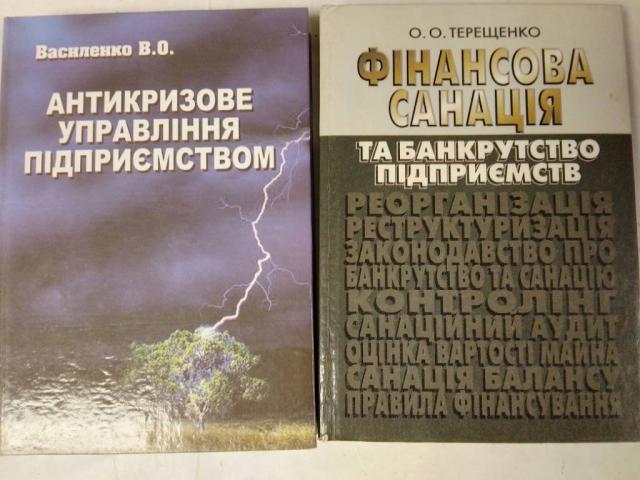 Василенко В.О.
АНТИКРИЗОВЕ
УПРАВЛІННЯ
ПІДПРИЄМСТВОМ
О. О. ТЕРЕЩЕНКО
ФІНАНСОВА
САНАЦІЯ
ТА БАНКРУТСТВО
ПІДПРИЄМСТВ
РЕОРГАНІЗАЦІЯ
РЕСТРУКТУРИЗАЦІЯ
ЗАКОНОДАВСТВО ПРО
БАНКРУТСТВО ТА САНАЦІЮ
КОНТРОЛІНГ
САНАЦІЙНИЙ АУДИТ
ОЦІНКА ВАРТОСТІ МАЙНА
САНАЦІЯ БАЛАНСУ
ПРАВИЛА ФІНАНСУВАННЯ